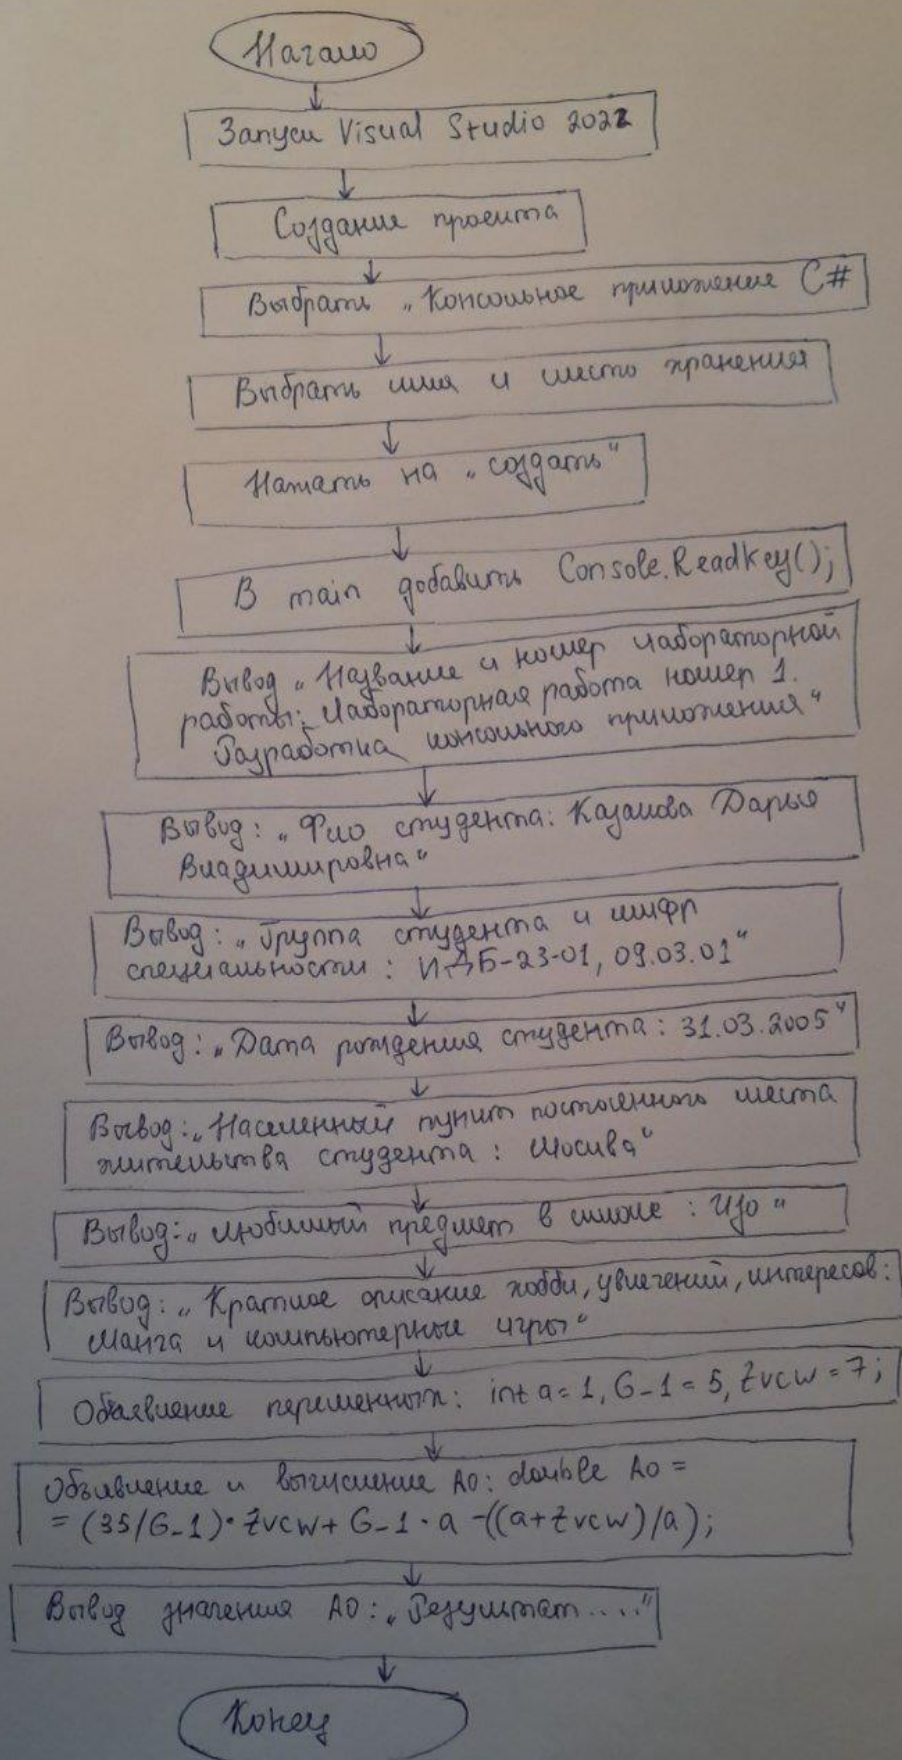 Начало
Запуск Visual Studio 2022
Создание проекта
Выбрать „Консольное приложение C#
Выбрать имя и место хранения
Нажать на „создать“
В main добавить Console.ReadKey();
Вывод „Название и номер лабораторной
работы: Лабораторная работа номер 1.
Разработка консольного приложения“
Вывод: „Фио студента: Казакова Дарья
Владимировна“
Вывод: „Группа студента и шифр
специальности: ИДБ-23-01, 09.03.01“
Вывод: „Дата рождения студента: 31.03.2005“
Вывод: „Населенный пункт постоянного места
жительства студента: Москва“
Вывод: „Любимый предмет в школе: Изо“
Вывод: „Краткое описание хобби, увлечений, интересов:
Манга и компьютерные игры“
Объявление переменных: int a = 1, G_1 = 5, Zvcw = 7;
Объявление и вычисление A0: double A0 =
= (35/G_1)·Zvcw + G_1·a -((a+Zvcw)/a);
Вывод значения A0: „Результат....“
Конец